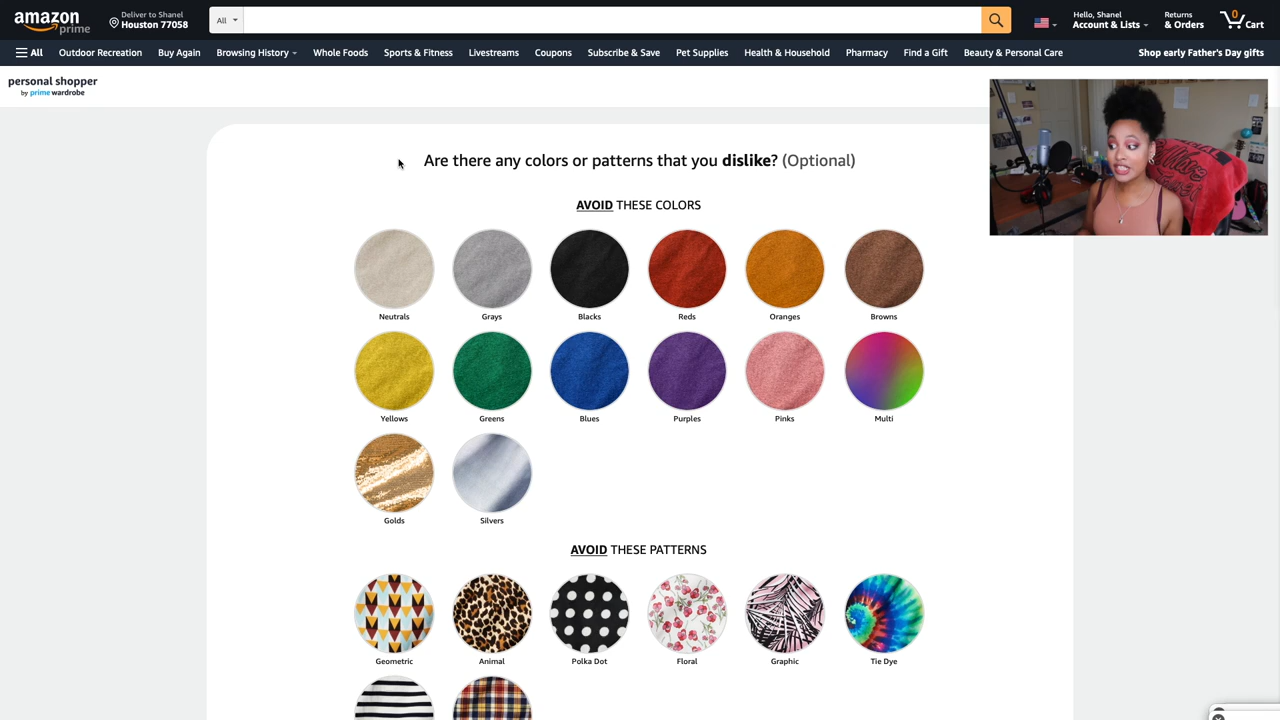 amazon prime
Deliver to Shanel
Houston 77058
All
Hello, Shanel
Account & Lists
Returns
& Orders
0
Cart
All
Outdoor Recreation
Buy Again
Browsing History
Whole Foods
Sports & Fitness
Livestreams
Coupons
Subscribe & Save
Pet Supplies
Health & Household
Pharmacy
Find a Gift
Beauty & Personal Care
Shop early Father's Day gifts
personal shopper
by prime wardrobe
Are there any colors or patterns that you dislike? (Optional)
AVOID THESE COLORS
Neutrals
Grays
Blacks
Reds
Oranges
Browns
Yellows
Greens
Blues
Purples
Pinks
Multi
Golds
Silvers
AVOID THESE PATTERNS
Geometric
Animal
Polka Dot
Floral
Graphic
Tie Dye